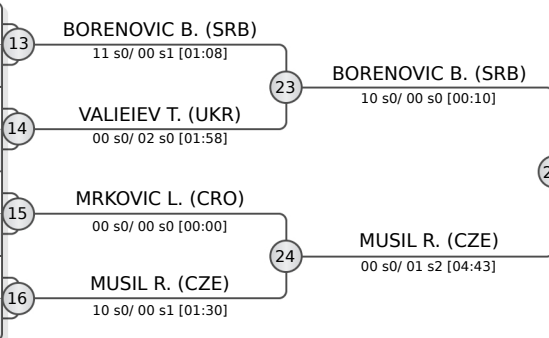 BORENOVIC B. (SRB)
13
11 s0/ 00 s1 [01:08]
BORENOVIC B. (SRB)
23
10 s0/ 00 s0 [00:10]
VALIEIEV T. (UKR)
14
00 s0/ 02 s0 [01:58]
MRKOVIC L. (CRO)
15
00 s0/ 00 s0 [00:00]
MUSIL R. (CZE)
24
00 s0/ 01 s2 [04:43]
MUSIL R. (CZE)
16
10 s0/ 00 s1 [01:30]